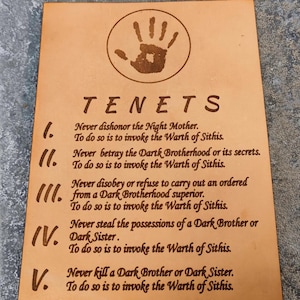 TENETS
I. Never dishonor the Night Mother.
To do so is to invoke the Warth of Sithis.
II. Never betray the Dark Brotherhood or its secrets.
To do so is to invoke the Warth of Sithis.
III. Never disobey or refuse to carry out an ordered
from a Dark Brotherhood superior.
To do so is to invoke the Warth of Sithis.
IV. Never steal the possessions of a Dark Brother or
Dark Sister .
To do so is to invoke the Warth of Sithis.
V. Never kill a Dark Brother or Dark Sister.
To do so is to invoke the Warth of Sithis.